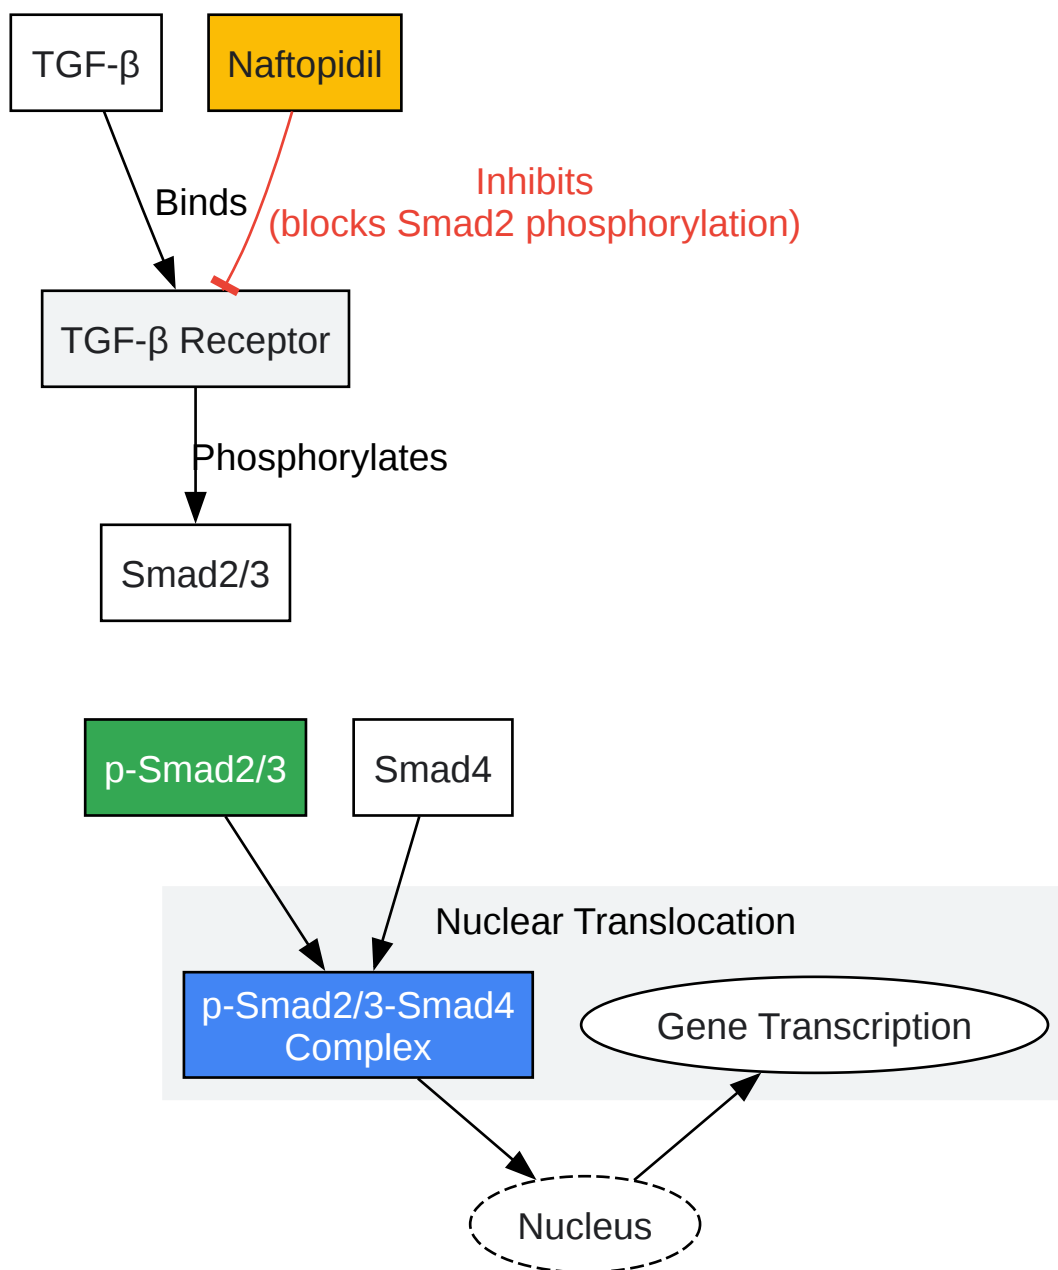 TGF-β
Naftopidil
Binds
Inhibits
(blocks Smad2 phosphorylation)
TGF-β Receptor
Phosphorylates
Smad2/3
p-Smad2/3
Smad4
Nuclear Translocation
p-Smad2/3-Smad4
Complex
Gene Transcription
Nucleus